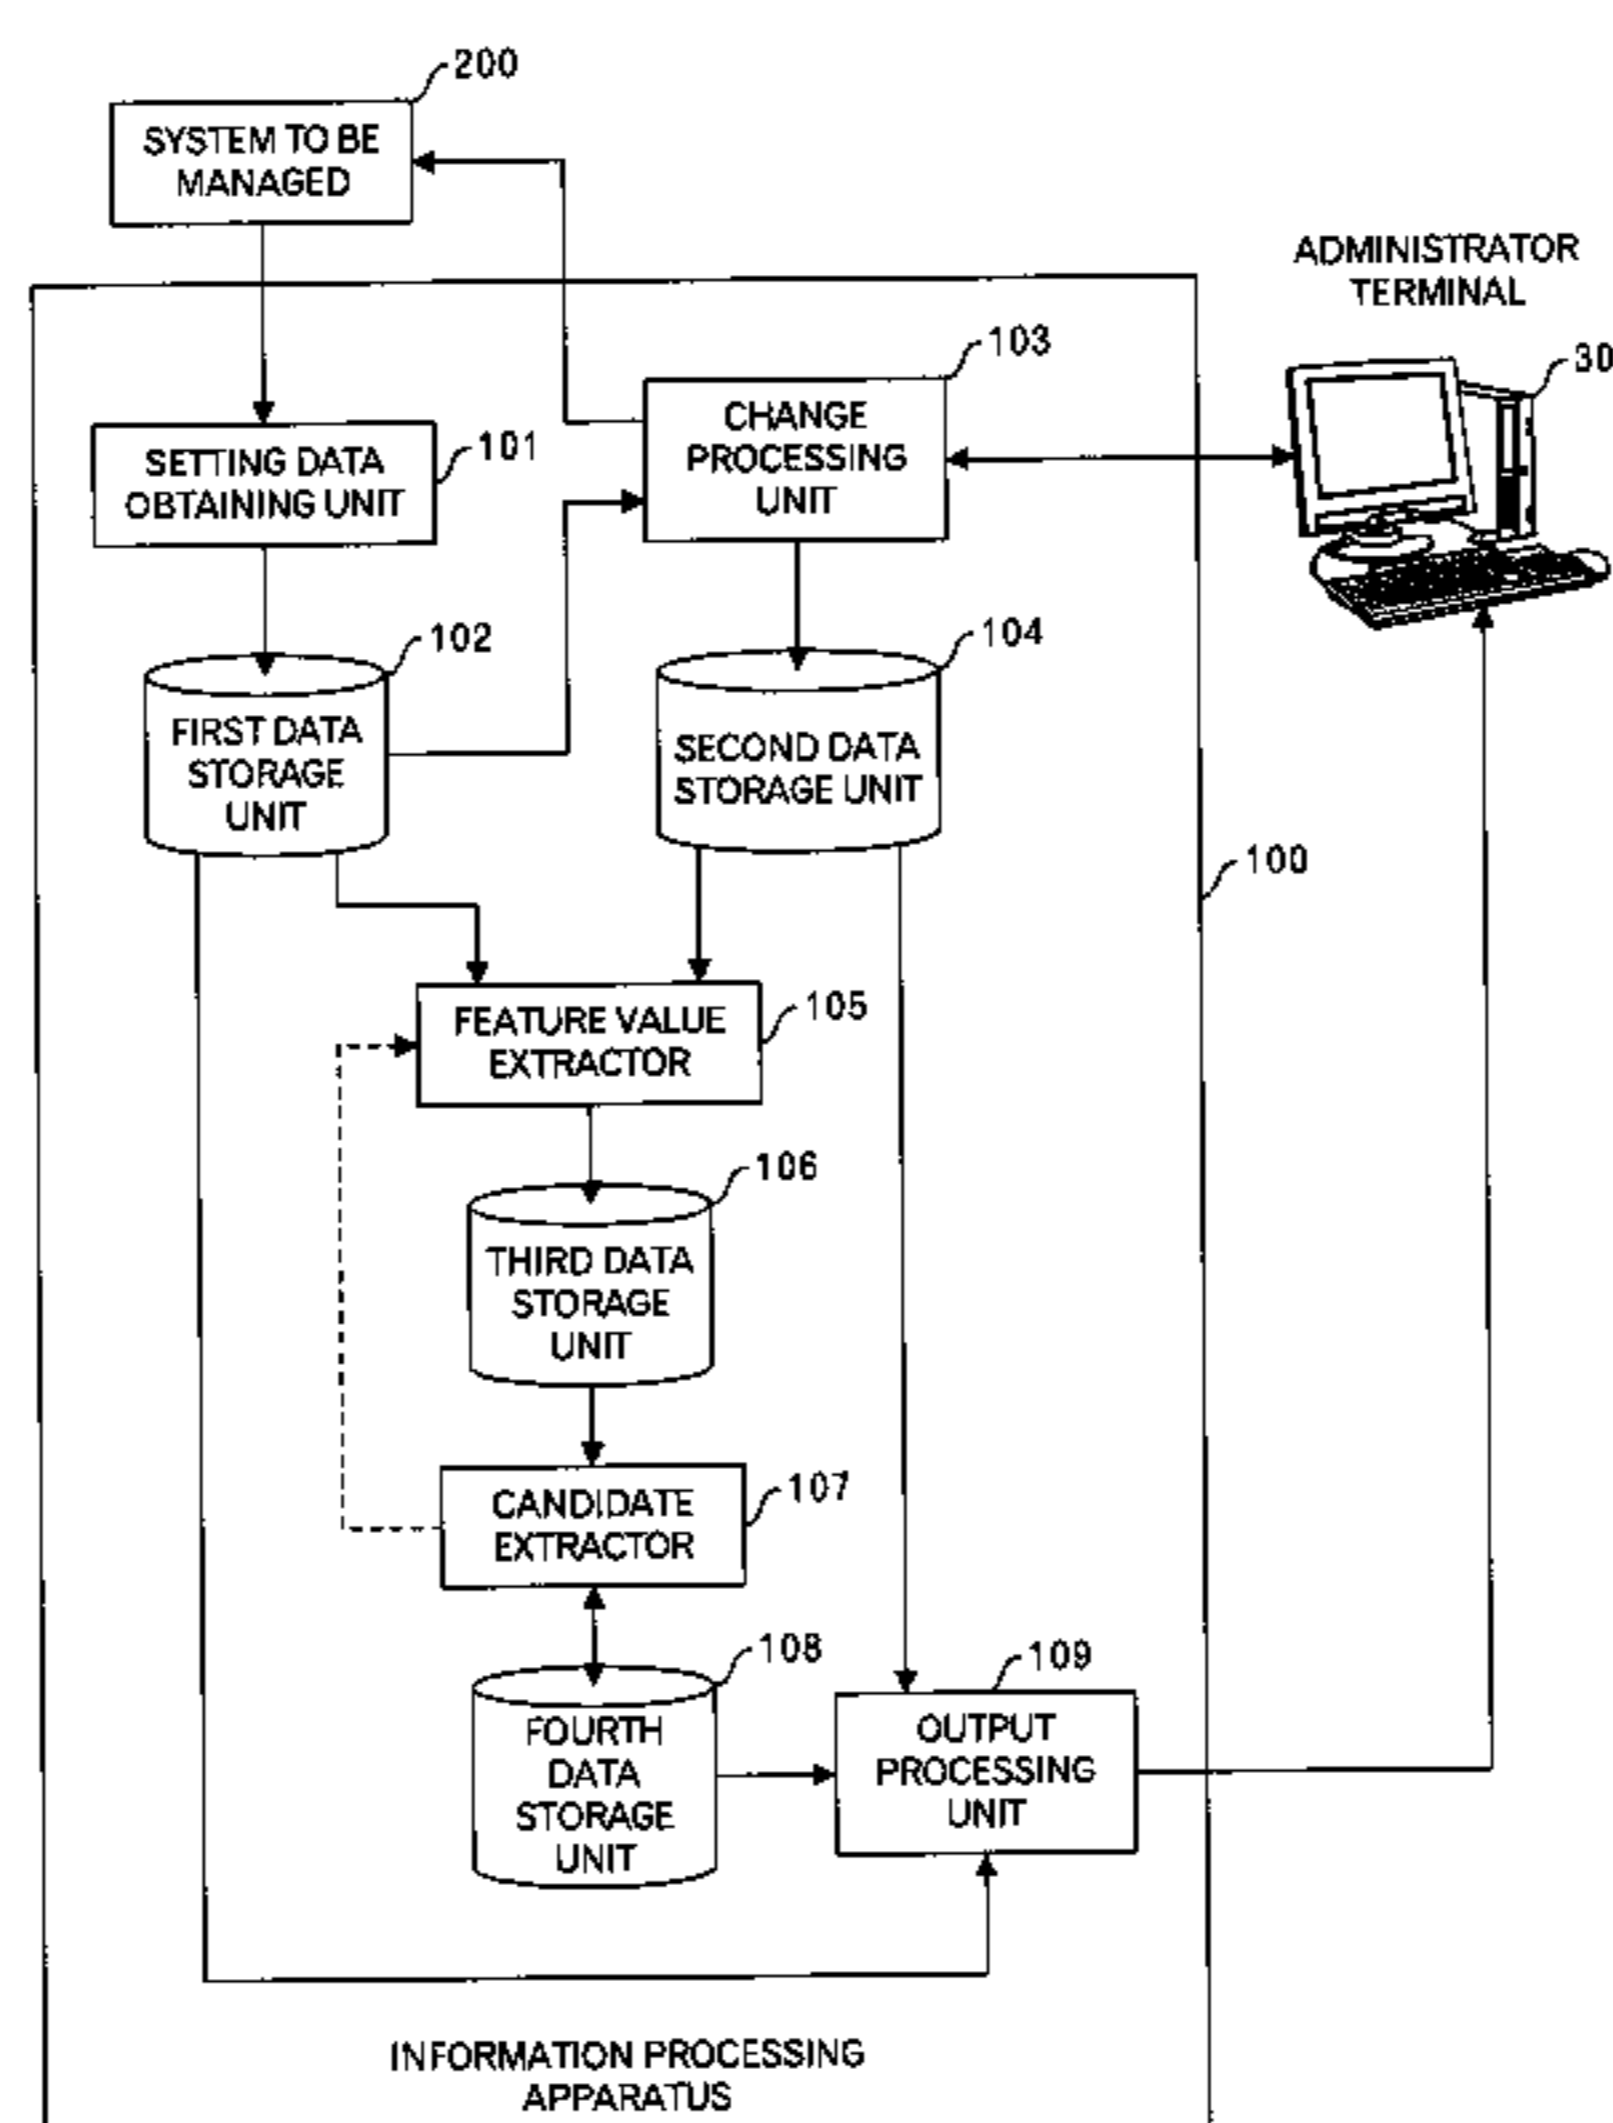 200
SYSTEM TO BE
MANAGED
ADMINISTRATOR
TERMINAL
30
103
CHANGE
PROCESSING
UNIT
101
SETTING DATA
OBTAINING UNIT
102
FIRST DATA
STORAGE
UNIT
104
SECOND DATA
STORAGE UNIT
100
105
FEATURE VALUE
EXTRACTOR
106
THIRD DATA
STORAGE
UNIT
107
CANDIDATE
EXTRACTOR
108
FOURTH
DATA
STORAGE
UNIT
109
OUTPUT
PROCESSING
UNIT
INFORMATION PROCESSING
APPARATUS